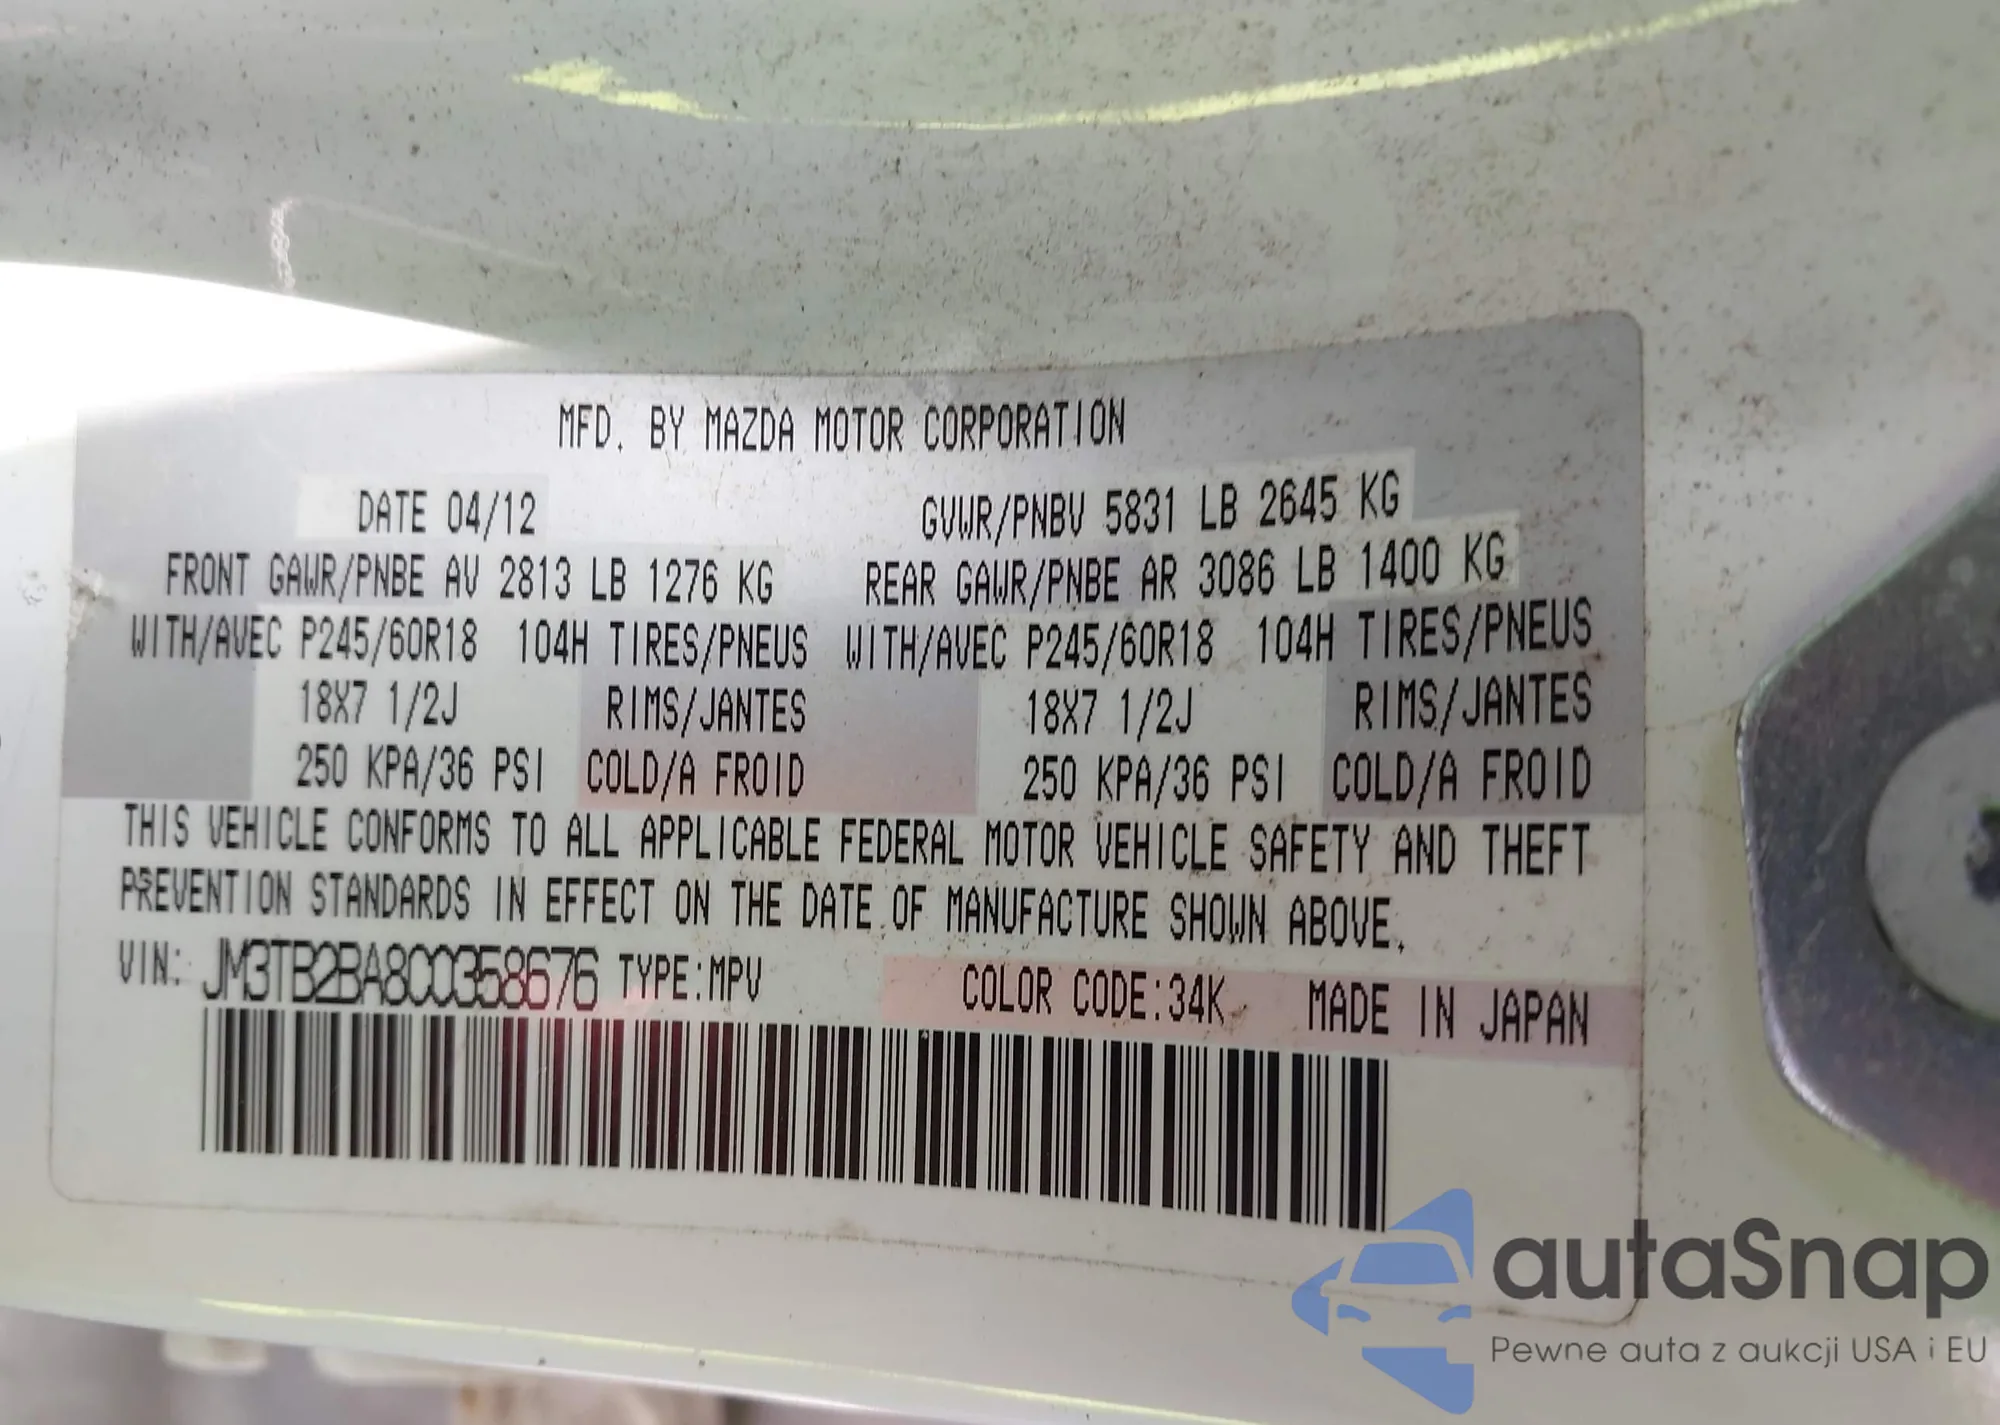 MFD. BY MAZDA MOTOR CORPORATION
DATE 04/12 GVWR/PNBV 5831 LB 2645 KG
FRONT GAWR/PNBE AV 2813 LB 1276 KG REAR GAWR/PNBE AR 3086 LB 1400 KG
WITH/AVEC P245/60R18 104H TIRES/PNEUS WITH/AVEC P245/60R18 104H TIRES/PNEUS
18X7 1/2J RIMS/JANTES 18X7 1/2J RIMS/JANTES
250 KPA/36 PSI COLD/A FROID 250 KPA/36 PSI COLD/A FROID
THIS VEHICLE CONFORMS TO ALL APPLICABLE FEDERAL MOTOR VEHICLE SAFETY AND THEFT
PREVENTION STANDARDS IN EFFECT ON THE DATE OF MANUFACTURE SHOWN ABOVE.
VIN: JM3TB2BA8C0358676 TYPE:MPV COLOR CODE:34K MADE IN JAPAN
autaSnap
Pewne auta z aukcji USA i EU